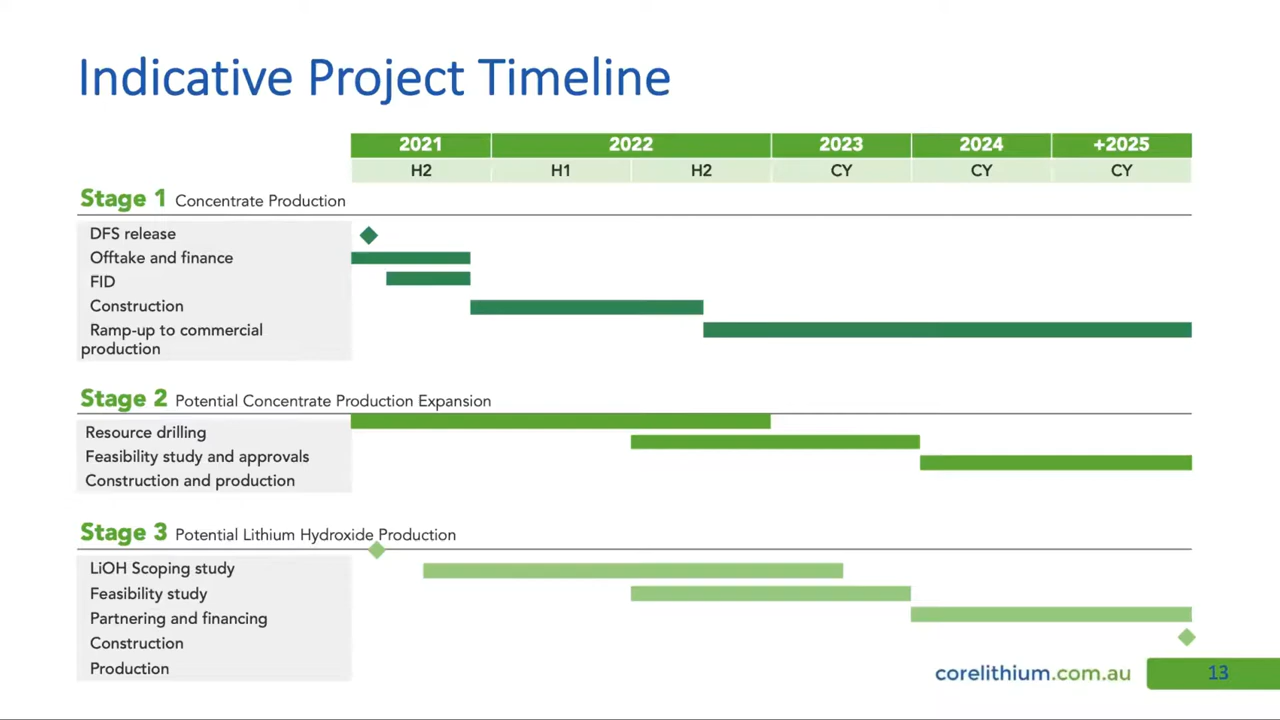 Indicative Project Timeline
2021 2022 2023 2024 +2025
H2 H1 H2 CY CY CY
Stage 1 Concentrate Production
DFS release
Offtake and finance
FID
Construction
Ramp-up to commercial
production
Stage 2 Potential Concentrate Production Expansion
Resource drilling
Feasibility study and approvals
Construction and production
Stage 3 Potential Lithium Hydroxide Production
LiOH Scoping study
Feasibility study
Partnering and financing
Construction
Production
corelithium.com.au 13